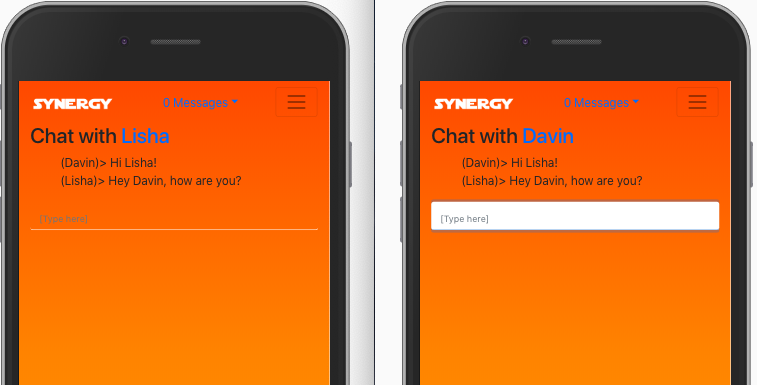 SYNERGY 0 Messages
Chat with Lisha
(Davin)> Hi Lisha!
(Lisha)> Hey Davin, how are you?
[Type here]
SYNERGY 0 Messages
Chat with Davin
(Davin)> Hi Lisha!
(Lisha)> Hey Davin, how are you?
[Type here]